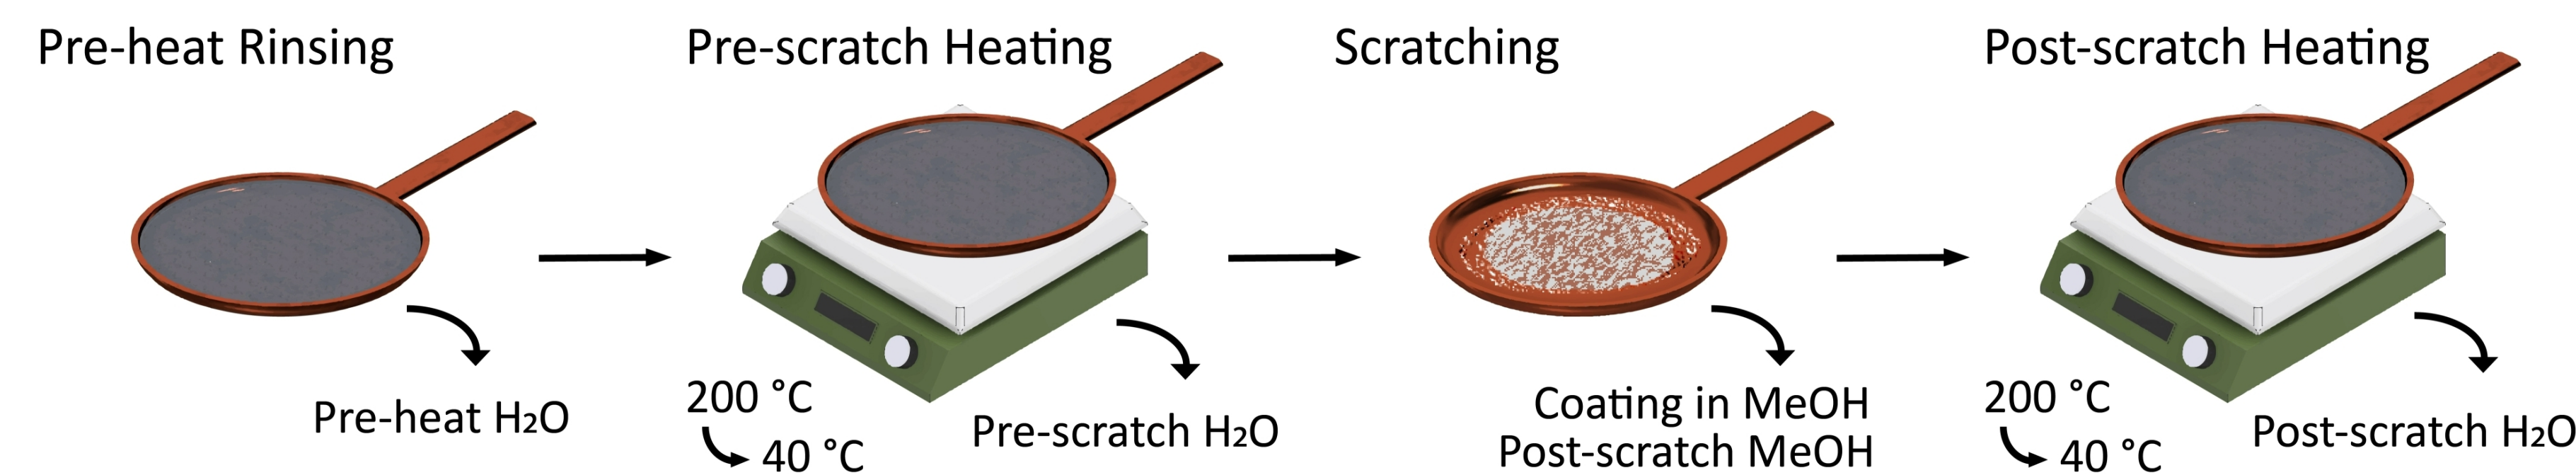 Pre-heat Rinsing
Pre-heat H₂O
Pre-scratch Heating
200 °C
40 °C
Pre-scratch H₂O
Scratching
Coating in MeOH
Post-scratch MeOH
Post-scratch Heating
200 °C
40 °C
Post-scratch H₂O